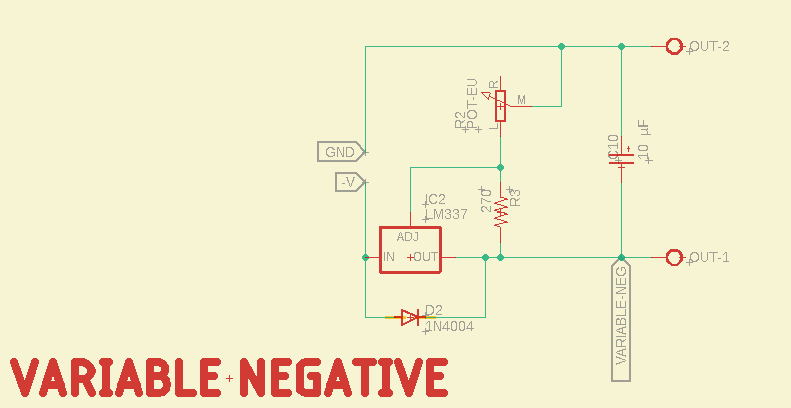 OUT-2
R
M
POT-EU
R2
L
C10
10 µF
GND
-V
IC2
LM337
270
R3
ADJ
IN
OUT
OUT-1
D2
1N4004
VARIABLE-NEG
VARIABLE NEGATIVE